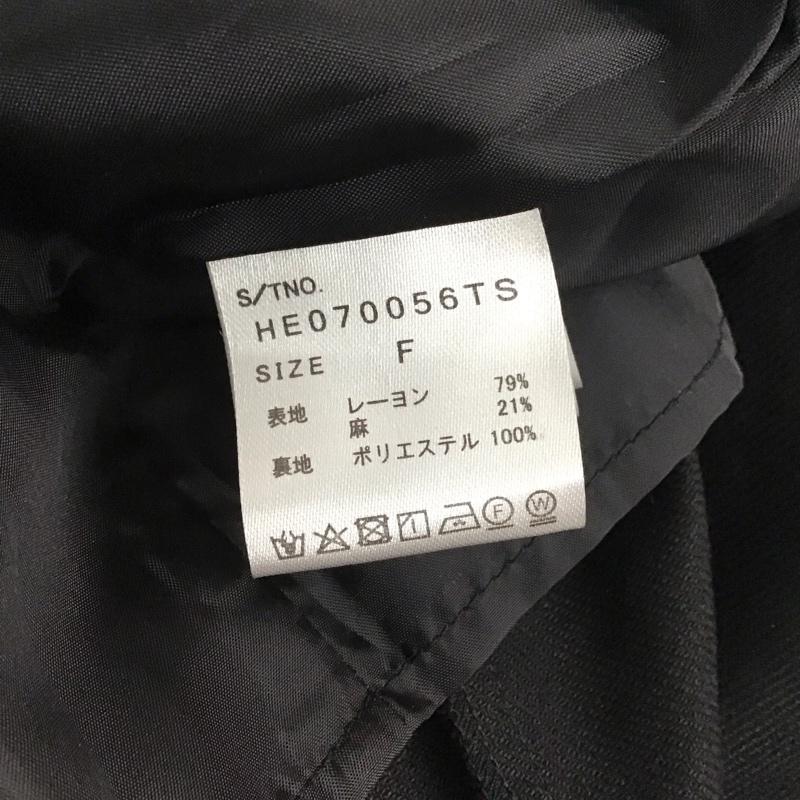 S/TNO.
HE070056TS
SIZE F
表地 レーヨン 79%
麻 21%
裏地 ポリエステル 100%
F W